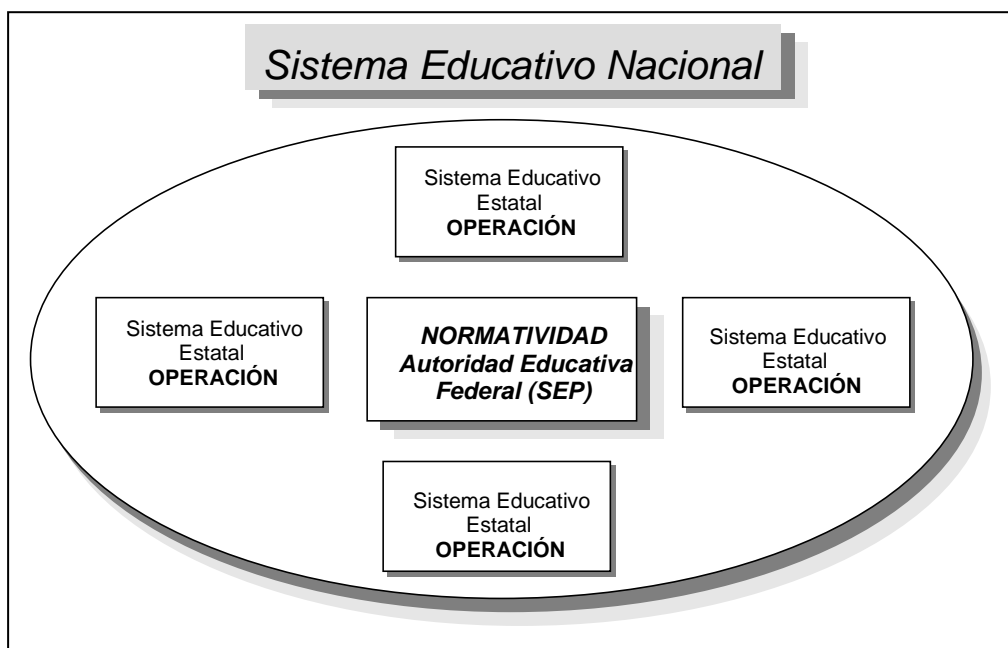 Sistema Educativo Nacional
Sistema Educativo
Estatal
OPERACIÓN
Sistema Educativo
Estatal
OPERACIÓN
NORMATIVIDAD
Autoridad Educativa
Federal (SEP)
Sistema Educativo
Estatal
OPERACIÓN
Sistema Educativo
Estatal
OPERACIÓN